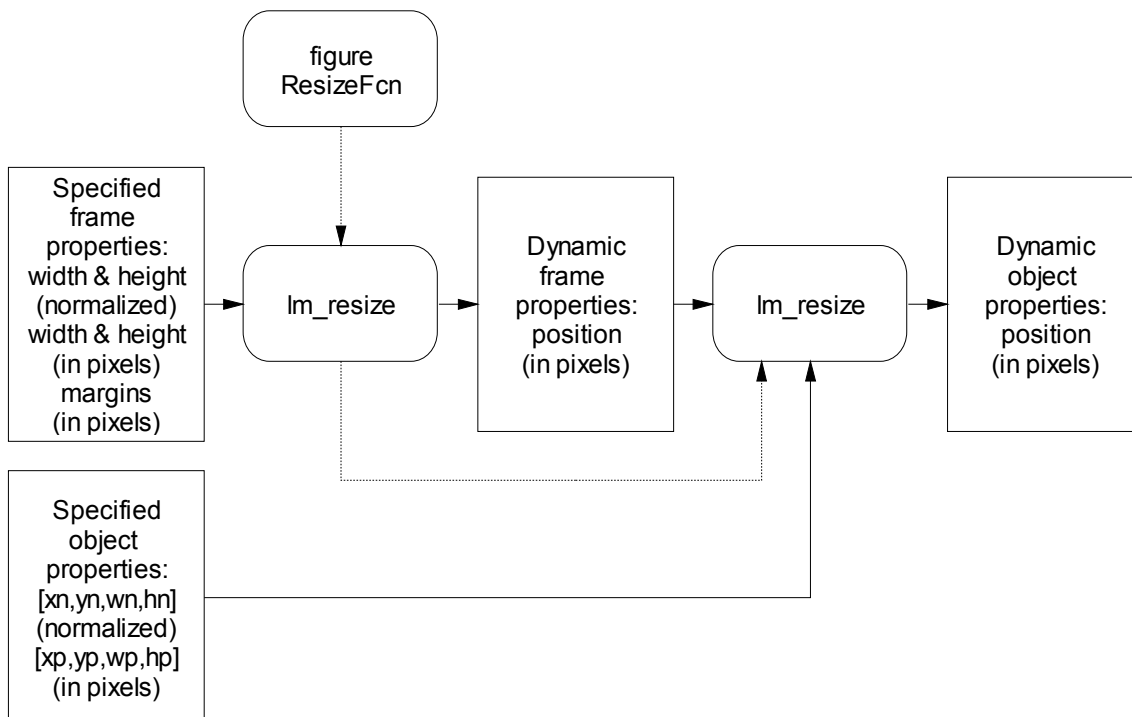 figure
ResizeFcn
Specified
frame
properties:
width & height
(normalized)
width & height
(in pixels)
margins
(in pixels)
lm_resize
Dynamic
frame
properties:
position
(in pixels)
lm_resize
Dynamic
object
properties:
position
(in pixels)
Specified
object
properties:
[xn,yn,wn,hn]
(normalized)
[xp,yp,wp,hp]
(in pixels)